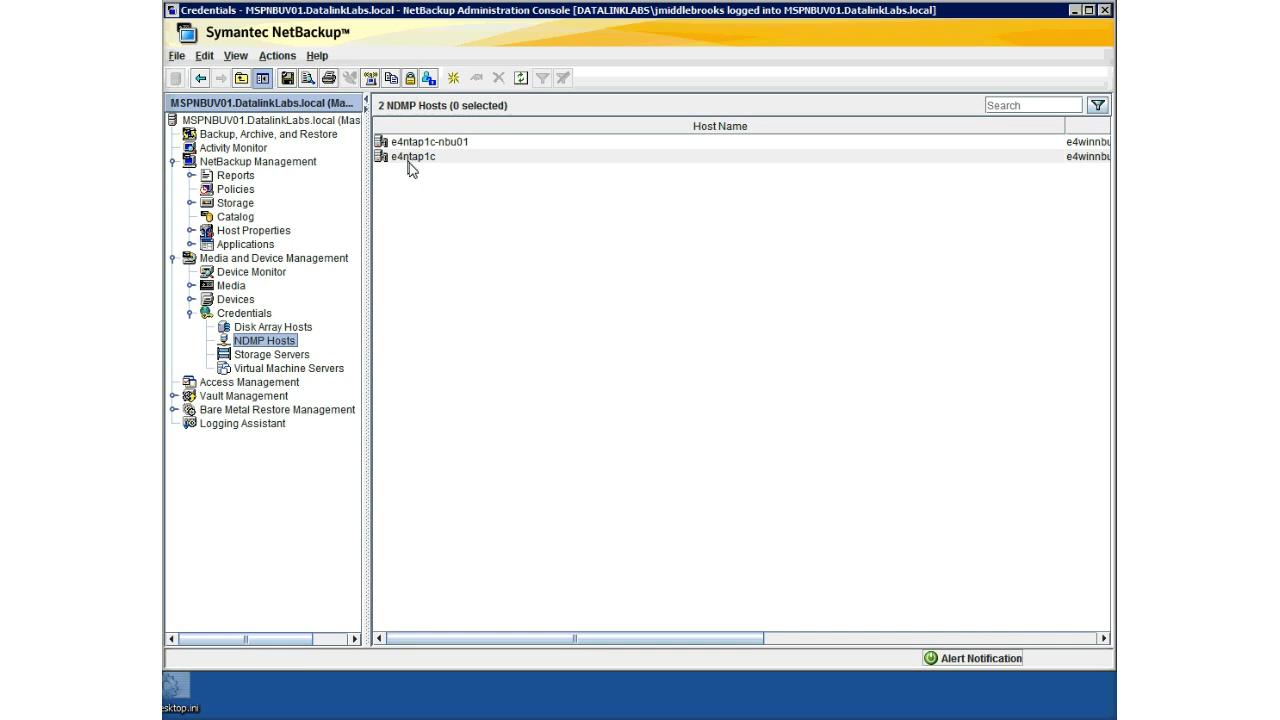 Credentials - MSPNBUV01.DatalinkLabs.local - NetBackup Administration Console [DATALINKLABS\jmiddlebrooks logged into MSPNBUV01.DatalinkLabs.local]
Symantec NetBackup™
File Edit View Actions Help
MSPNBUV01.DatalinkLabs.local (Ma...
MSPNBUV01.DatalinkLabs.local (Mas
Backup, Archive, and Restore
Activity Monitor
NetBackup Management
Reports
Policies
Storage
Catalog
Host Properties
Applications
Media and Device Management
Device Monitor
Media
Devices
Credentials
Disk Array Hosts
NDMP Hosts
Storage Servers
Virtual Machine Servers
Access Management
Vault Management
Bare Metal Restore Management
Logging Assistant
2 NDMP Hosts (0 selected)
Search
Host Name
e4ntap1c-nbu01 e4winnbu
e4ntap1c e4winnbu
Alert Notification
esktop.ini